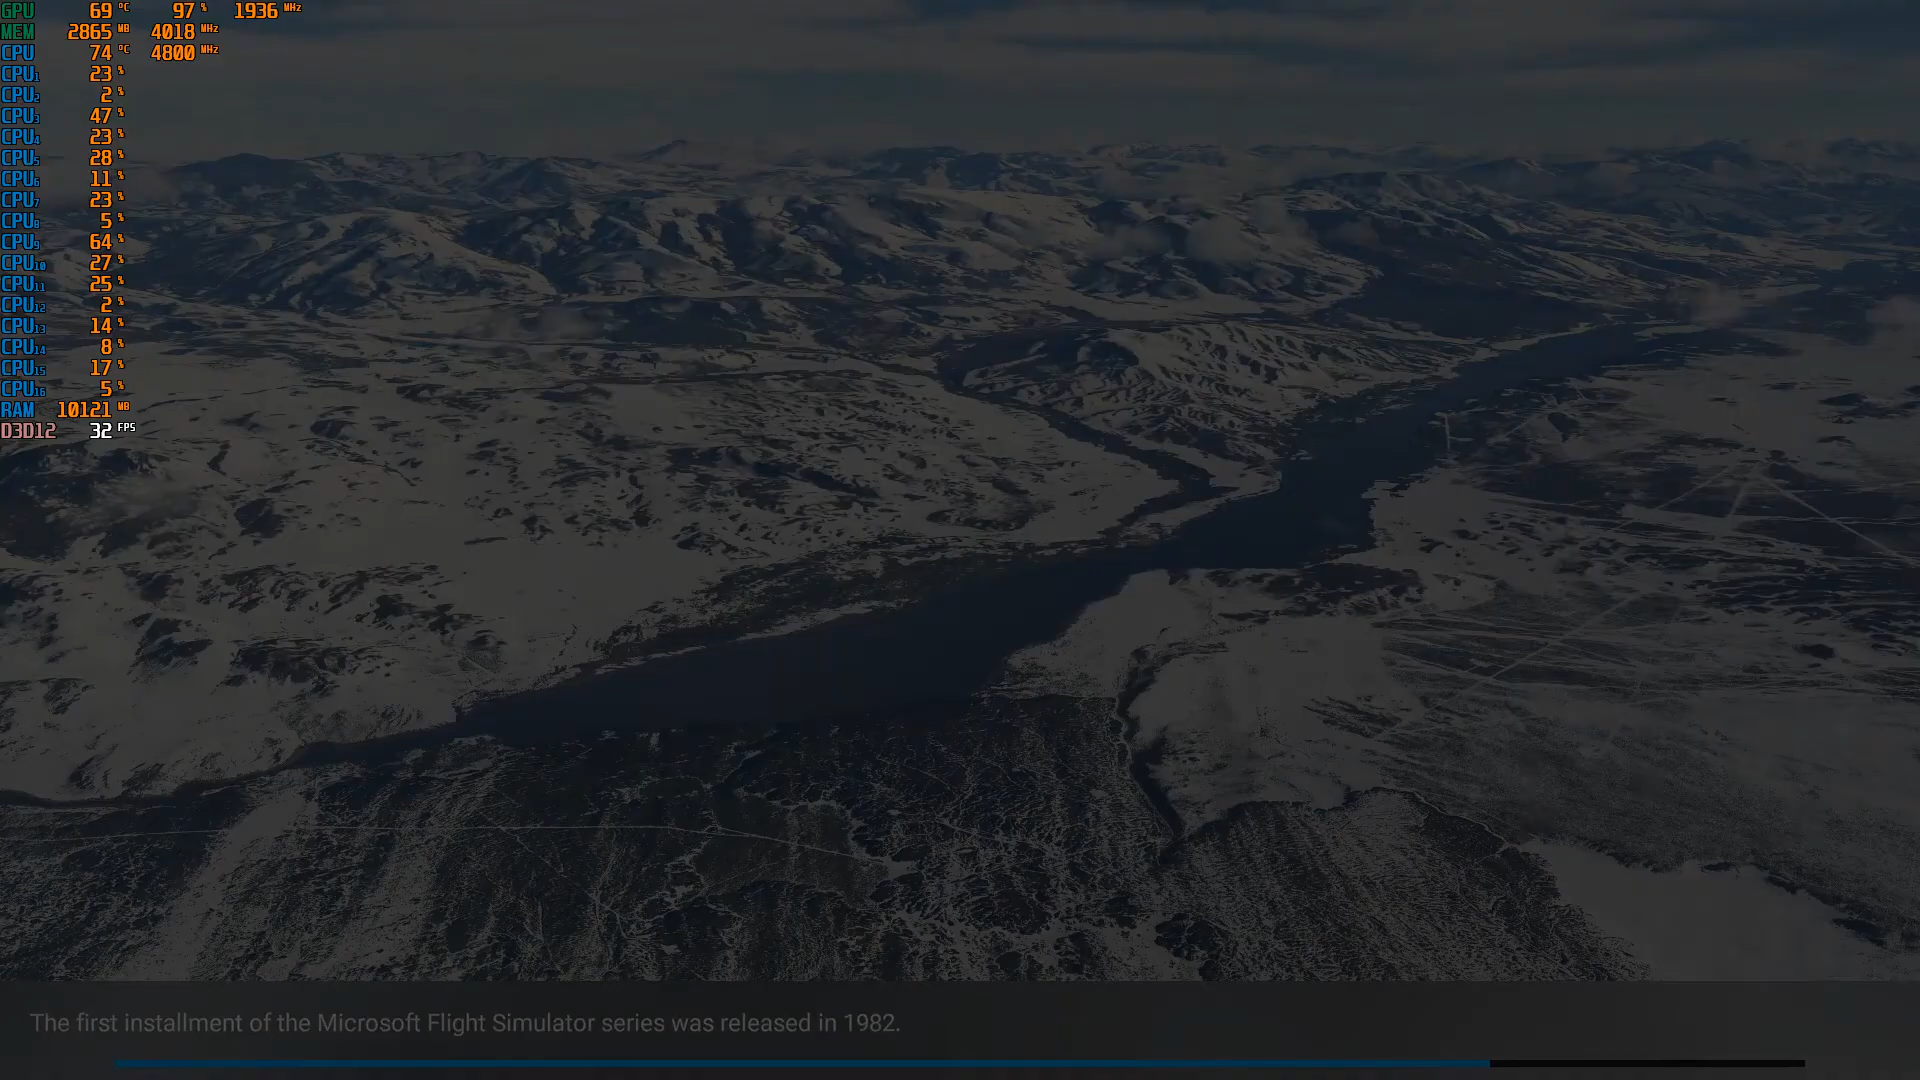 GPU 69 °C 97 % 1936 MHz
MEM 2865 MB 4018 MHz
CPU 74 °C 4800 MHz
CPU1 23 %
CPU2 2 %
CPU3 47 %
CPU4 23 %
CPU5 28 %
CPU6 11 %
CPU7 23 %
CPU8 5 %
CPU9 64 %
CPU10 27 %
CPU11 25 %
CPU12 2 %
CPU13 14 %
CPU14 8 %
CPU15 17 %
CPU16 5 %
RAM 10121 MB
D3D12 32 FPS
The first installment of the Microsoft Flight Simulator series was released in 1982.